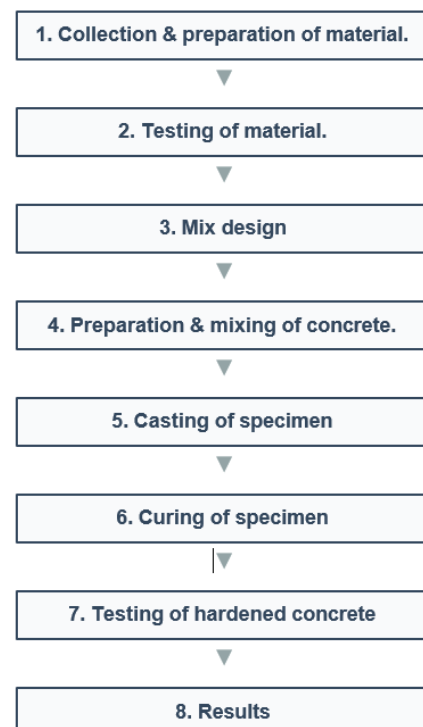 1. Collection & preparation of material.
2. Testing of material.
3. Mix design
4. Preparation & mixing of concrete.
5. Casting of specimen
6. Curing of specimen
7. Testing of hardened concrete
8. Results